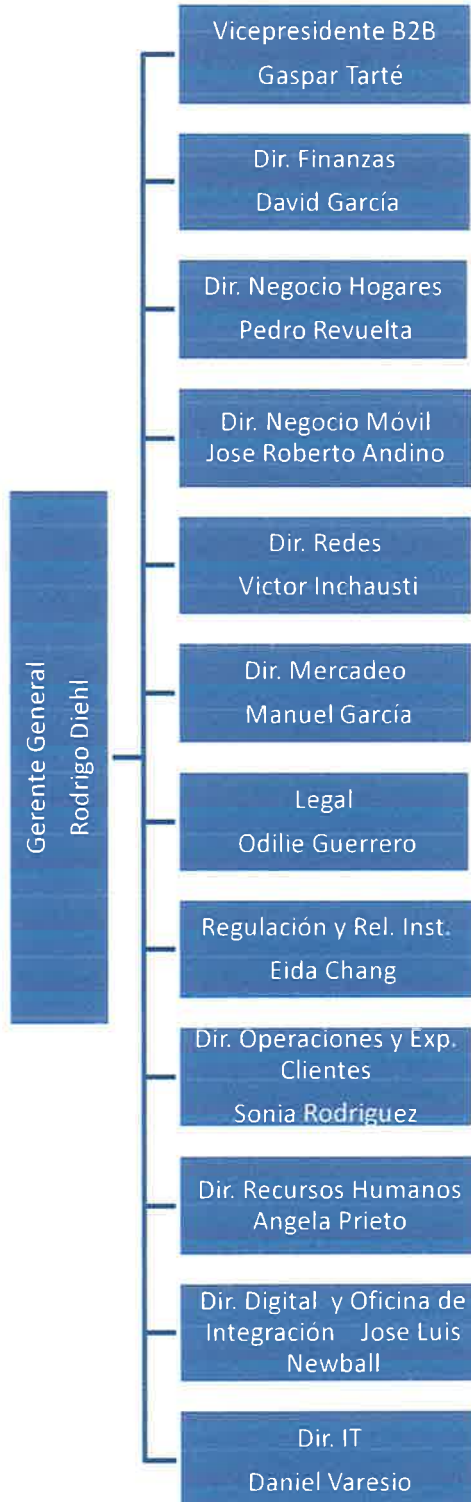 Gerente General
Rodrigo Diehl
Vicepresidente B2B
Gaspar Tarté
Dir. Finanzas
David García
Dir. Negocio Hogares
Pedro Revuelta
Dir. Negocio Móvil
Jose Roberto Andino
Dir. Redes
Victor Inchausti
Dir. Mercadeo
Manuel García
Legal
Odilie Guerrero
Regulación y Rel. Inst.
Eida Chang
Dir. Operaciones y Exp.
Clientes
Sonia Rodriguez
Dir. Recursos Humanos
Angela Prieto
Dir. Digital y Oficina de
Integración Jose Luis
Newball
Dir. IT
Daniel Varesio